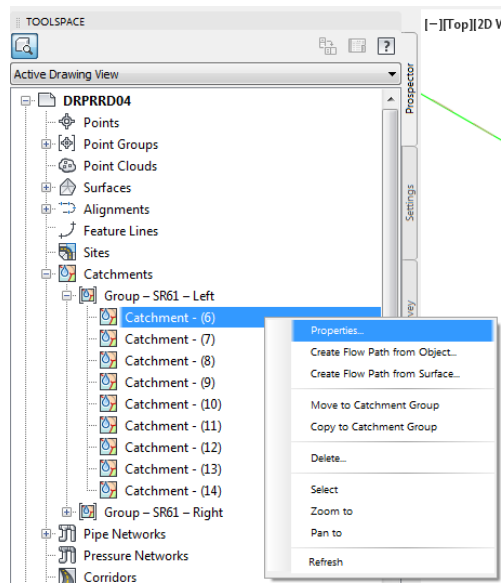 TOOLSPACE
[−][Top][2D W
?
Active Drawing View
Prospector
Settings
vey
DRPRRD04
Points
Point Groups
Point Clouds
Surfaces
Alignments
Feature Lines
Sites
Catchments
Group – SR61 – Left
Catchment - (6)
Catchment - (7)
Catchment - (8)
Catchment - (9)
Catchment - (10)
Catchment - (11)
Catchment - (12)
Catchment - (13)
Catchment - (14)
Group – SR61 – Right
Pipe Networks
Pressure Networks
Corridors
Properties...
Create Flow Path from Object...
Create Flow Path from Surface...
Move to Catchment Group
Copy to Catchment Group
Delete...
Select
Zoom to
Pan to
Refresh